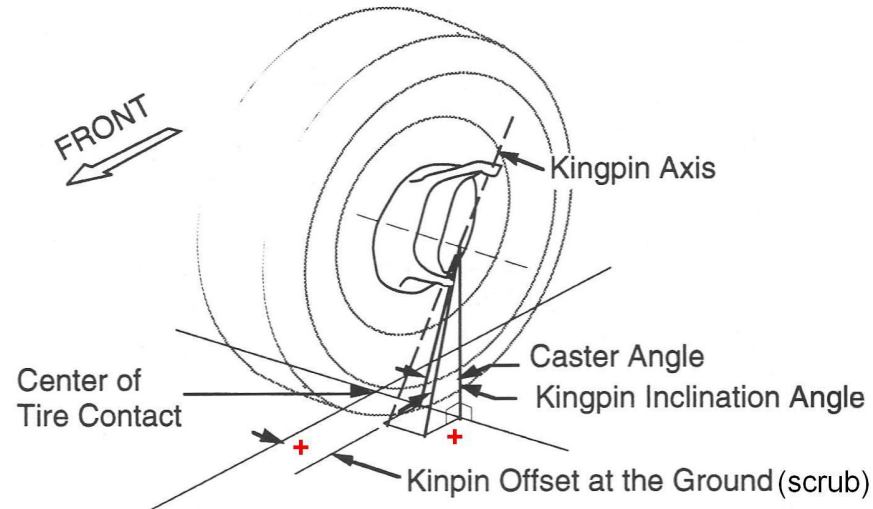 FRONT
Kingpin Axis
Caster Angle
Center of
Tire Contact
Kingpin Inclination Angle
Kinpin Offset at the Ground (scrub)